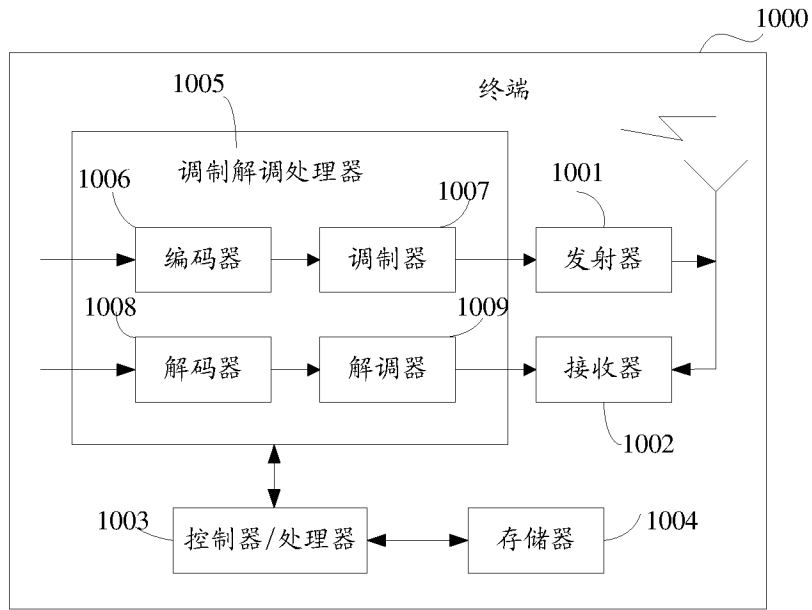 1000
终端
1005
调制解调处理器
1006
1007
1001
编码器
调制器
发射器
1008
1009
解码器
解调器
接收器
1002
1003
控制器/处理器
存储器
1004